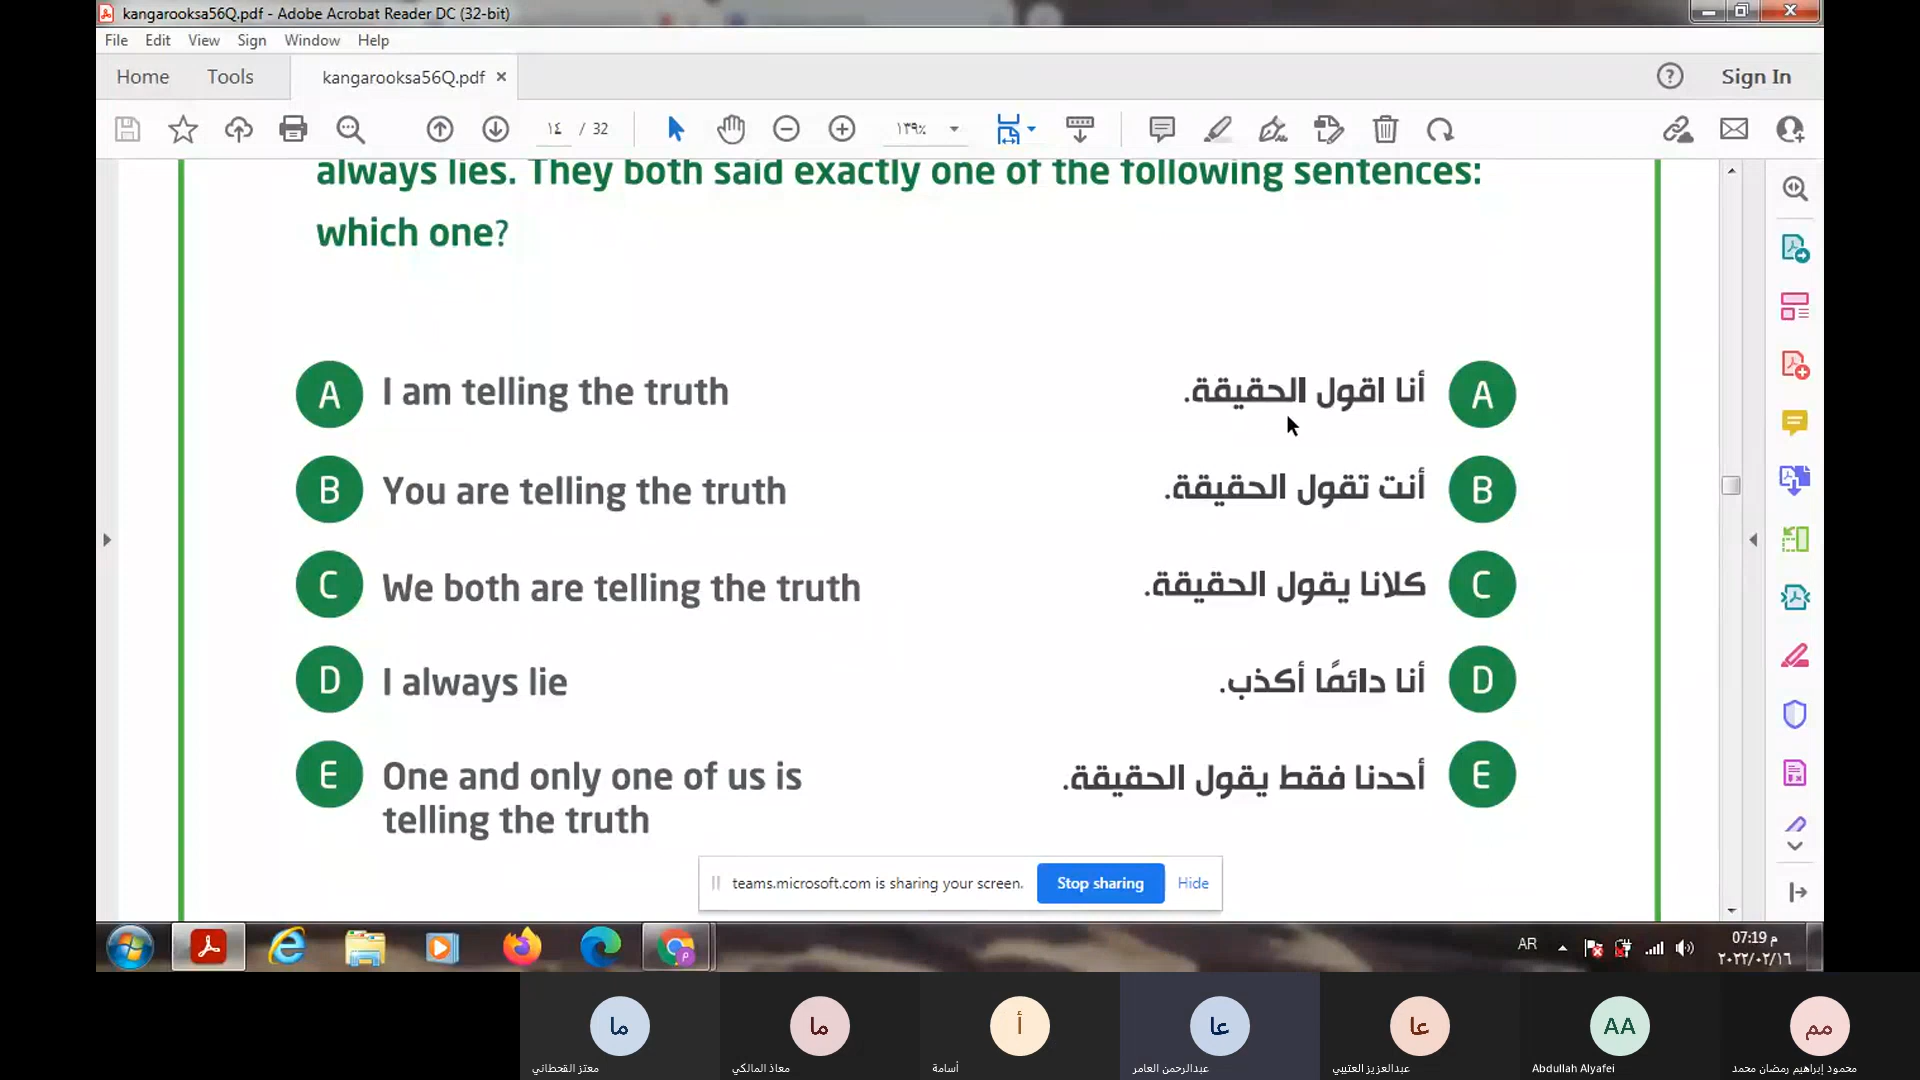 kangarooksa56Q.pdf - Adobe Acrobat Reader DC (32-bit)
File Edit View Sign Window Help
Home Tools kangarooksa56Q.pdf × Sign In
١٤ / 32 ١٣٩٪
always lies. They both said exactly one of the following sentences:
which one?
A I am telling the truth
أنا اقول الحقيقة. A
B You are telling the truth
أنت تقول الحقيقة. B
C We both are telling the truth
كلانا يقول الحقيقة. C
D I always lie
أنا دائمًا أكذب. D
E One and only one of us is
telling the truth
أحدنا فقط يقول الحقيقة. E
teams.microsoft.com is sharing your screen. Stop sharing Hide
AR 07:19 م
٢٠٢٢/٠٢/١٦
ما ما أ عا عا AA مم
معتز القحطاني معاذ المالكي أسامة عبدالرحمن العامر عبدالعزيز العتيبي Abdullah Alyafei محمود إبراهيم رمضان محمد